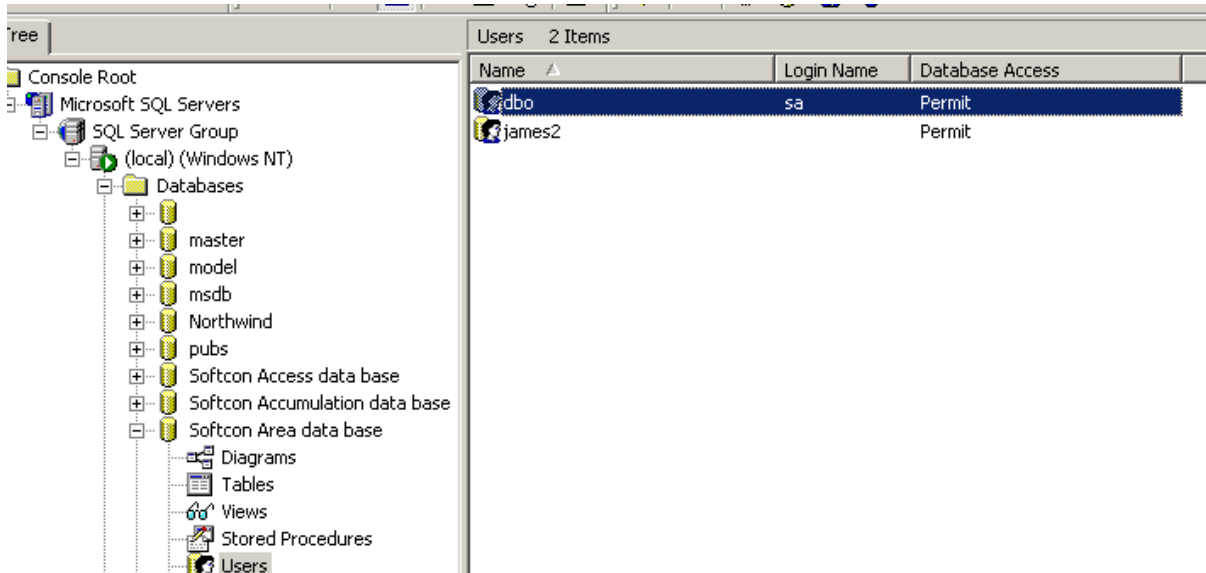 Tree
Console Root
Microsoft SQL Servers
SQL Server Group
(local) (Windows NT)
Databases
master
model
msdb
Northwind
pubs
Softcon Access data base
Softcon Accumulation data base
Softcon Area data base
Diagrams
Tables
Views
Stored Procedures
Users
Users 2 Items
Name Login Name Database Access
dbo sa Permit
james2 Permit